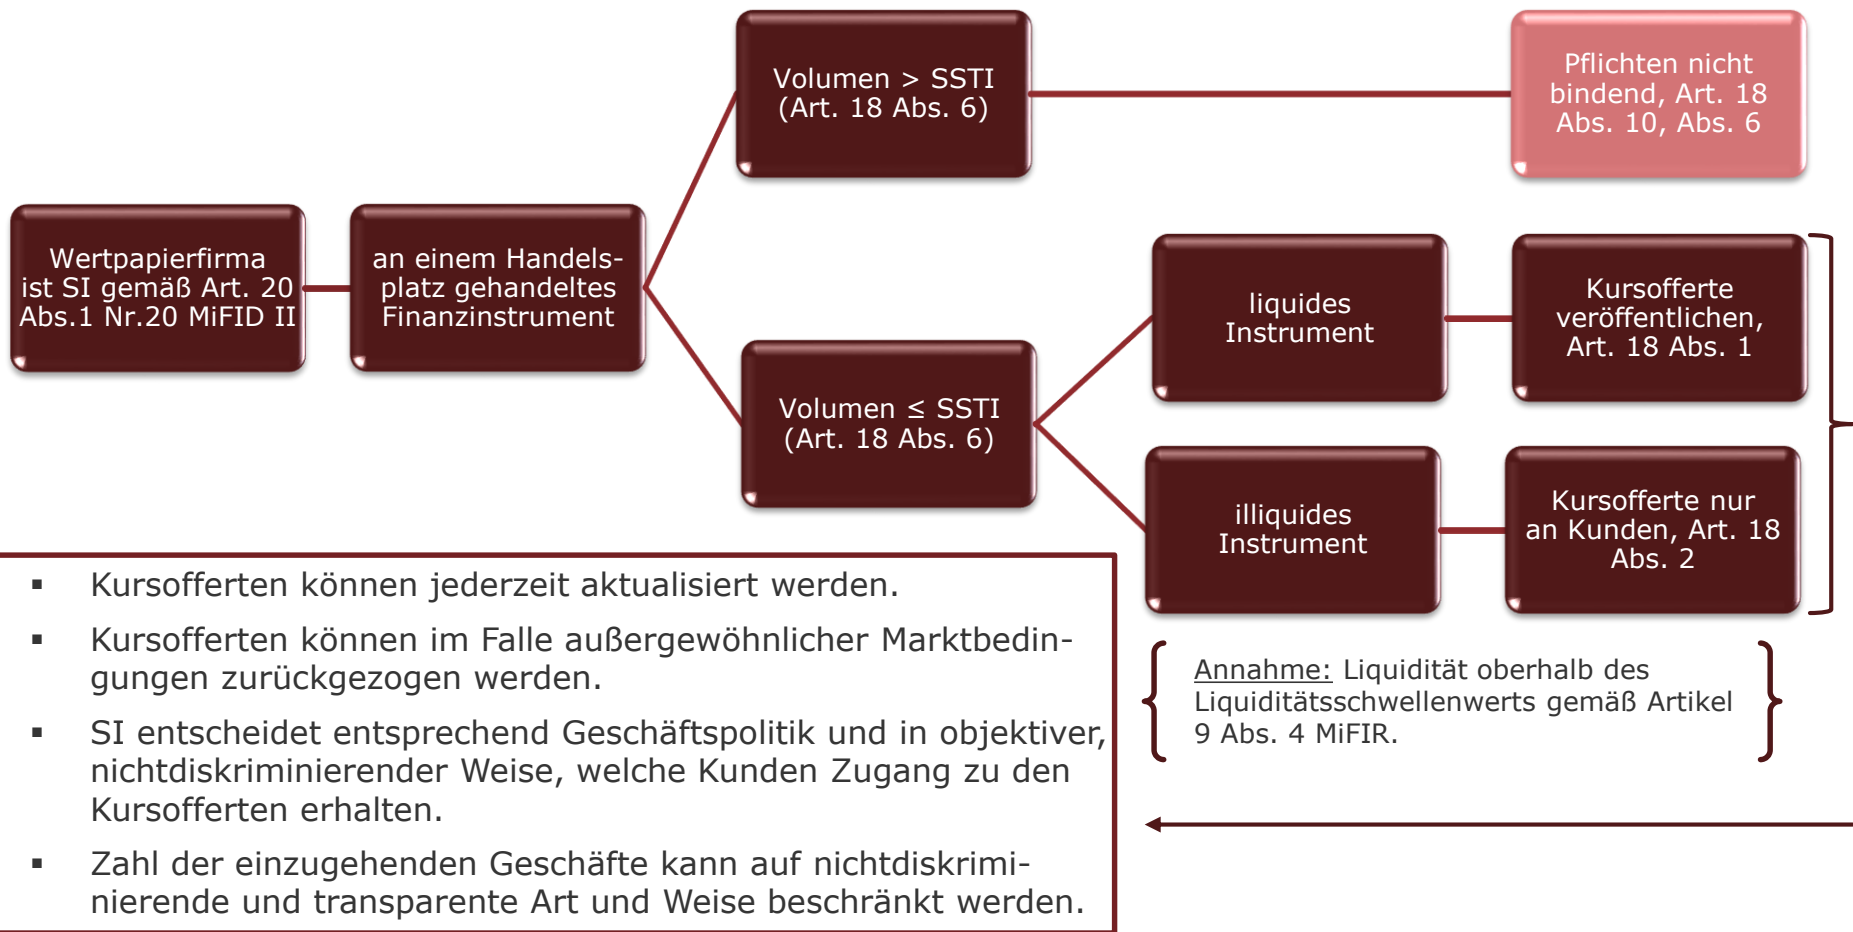 Volumen > SSTI
(Art. 18 Abs. 6)
Pflichten nicht
bindend, Art. 18
Abs. 10, Abs. 6
Wertpapierfirma
ist SI gemäß Art. 20
Abs.1 Nr.20 MiFID II
an einem Handels-
platz gehandeltes
Finanzinstrument
liquides
Instrument
Kursofferte
veröffentlichen,
Art. 18 Abs. 1
Volumen ≤ SSTI
(Art. 18 Abs. 6)
illiquides
Instrument
Kursofferte nur
an Kunden, Art. 18
Abs. 2
▪ Kursofferten können jederzeit aktualisiert werden.
▪ Kursofferten können im Falle außergewöhnlicher Marktbedin-
gungen zurückgezogen werden.
▪ SI entscheidet entsprechend Geschäftspolitik und in objektiver,
nichtdiskriminierender Weise, welche Kunden Zugang zu den
Kursofferten erhalten.
▪ Zahl der einzugehenden Geschäfte kann auf nichtdiskrimi-
nierende und transparente Art und Weise beschränkt werden.
Annahme: Liquidität oberhalb des
Liquiditätsschwellenwerts gemäß Artikel
9 Abs. 4 MiFIR.